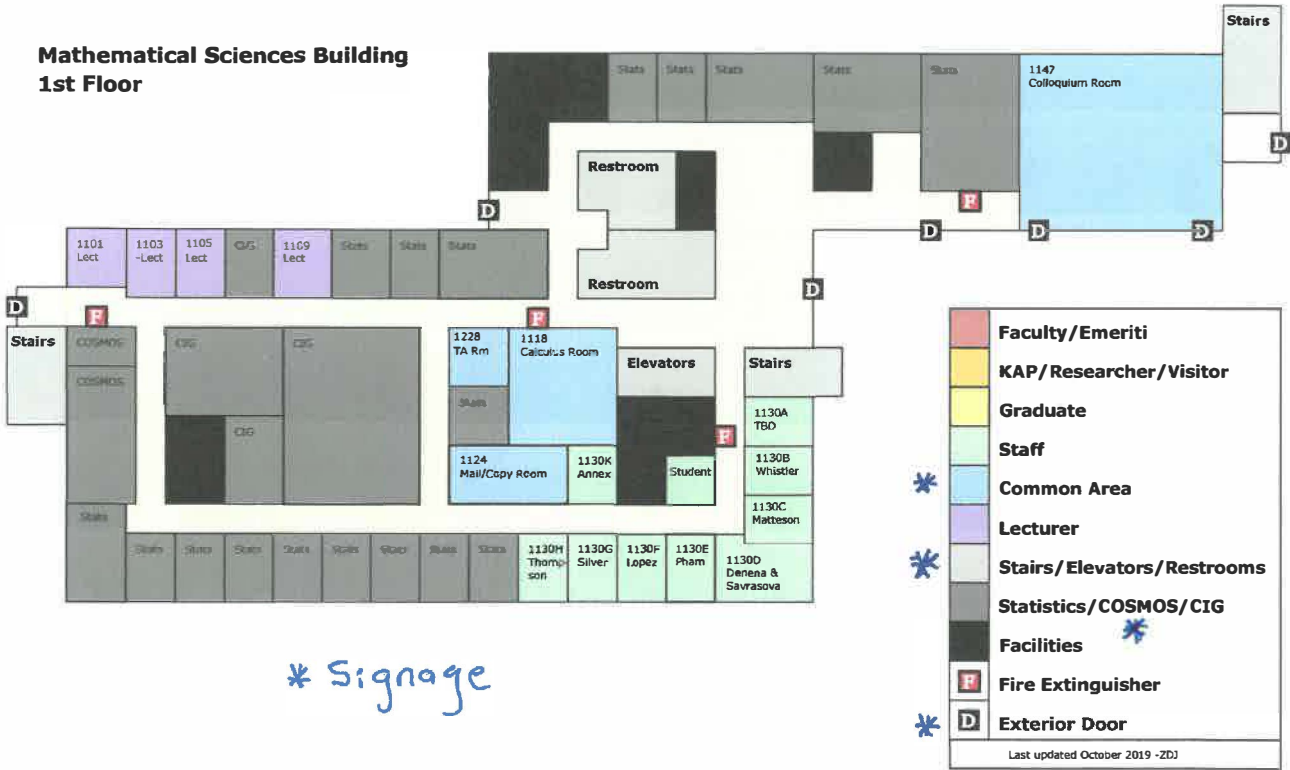 Mathematical Sciences Building
1st Floor
Stairs
Stats
Stats
Stats
Stats
Stats
1147
Colloquium Room
D
Restroom
F
D
D
D
D
1101
Lect
1103
-Lect
1105
Lect
CIG
1109
Lect
Stats
Stats
Stats
Restroom
D
D
F
F
Stairs
COSMOS
CIG
CIG
1228
TA Rm
1118
Calculus Room
Elevators
Stairs
COSMOS
Stats
1130A
TBD
CIG
F
1124
Mail/Copy Room
1130K
Annex
Student
1130B
Whistler
Stats
1130C
Matteson
Stats
Stats
Stats
Stats
Stats
Stats
Stats
Stats
1130H
Thomp-
son
1130G
Silver
1130F
Lopez
1130E
Pham
1130D
Denena &
Savrasova
Faculty/Emeriti
KAP/Researcher/Visitor
Graduate
Staff
* Common Area
Lecturer
* Stairs/Elevators/Restrooms
Statistics/COSMOS/CIG
Facilities *
F Fire Extinguisher
* D Exterior Door
Last updated October 2019 -ZDJ
* Signage